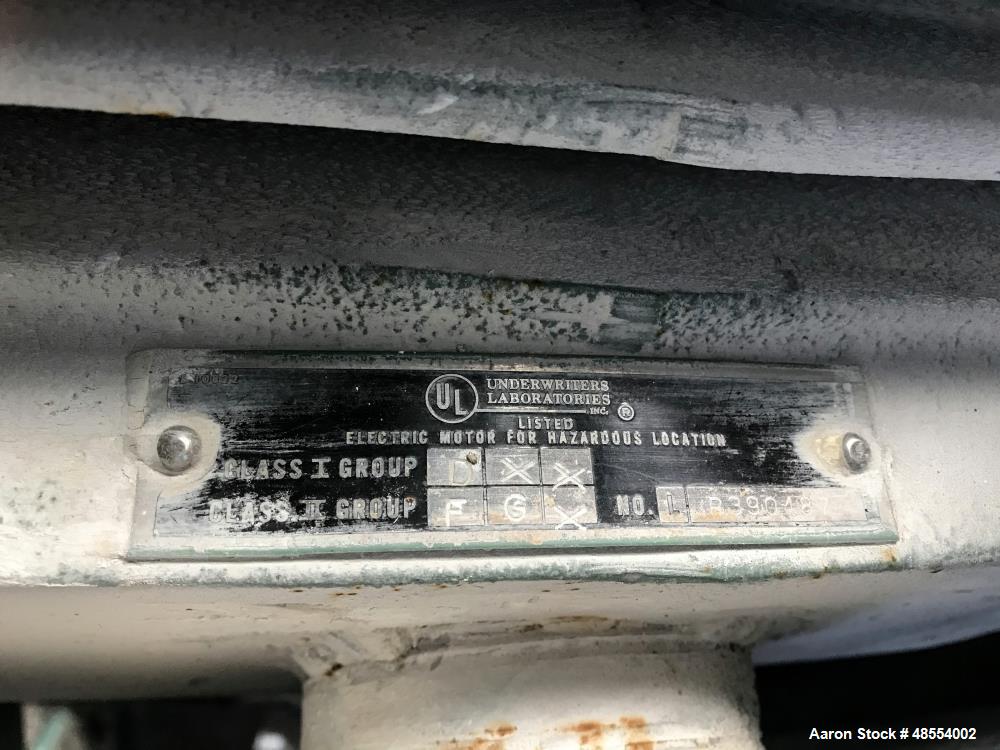 UL UNDERWRITERS
LABORATORIES
INC. ®
LISTED
ELECTRIC MOTOR FOR HAZARDOUS LOCATION
CLASS I GROUP D X X
CLASS II GROUP F G X NO. L
Aaron Stock # 48554002